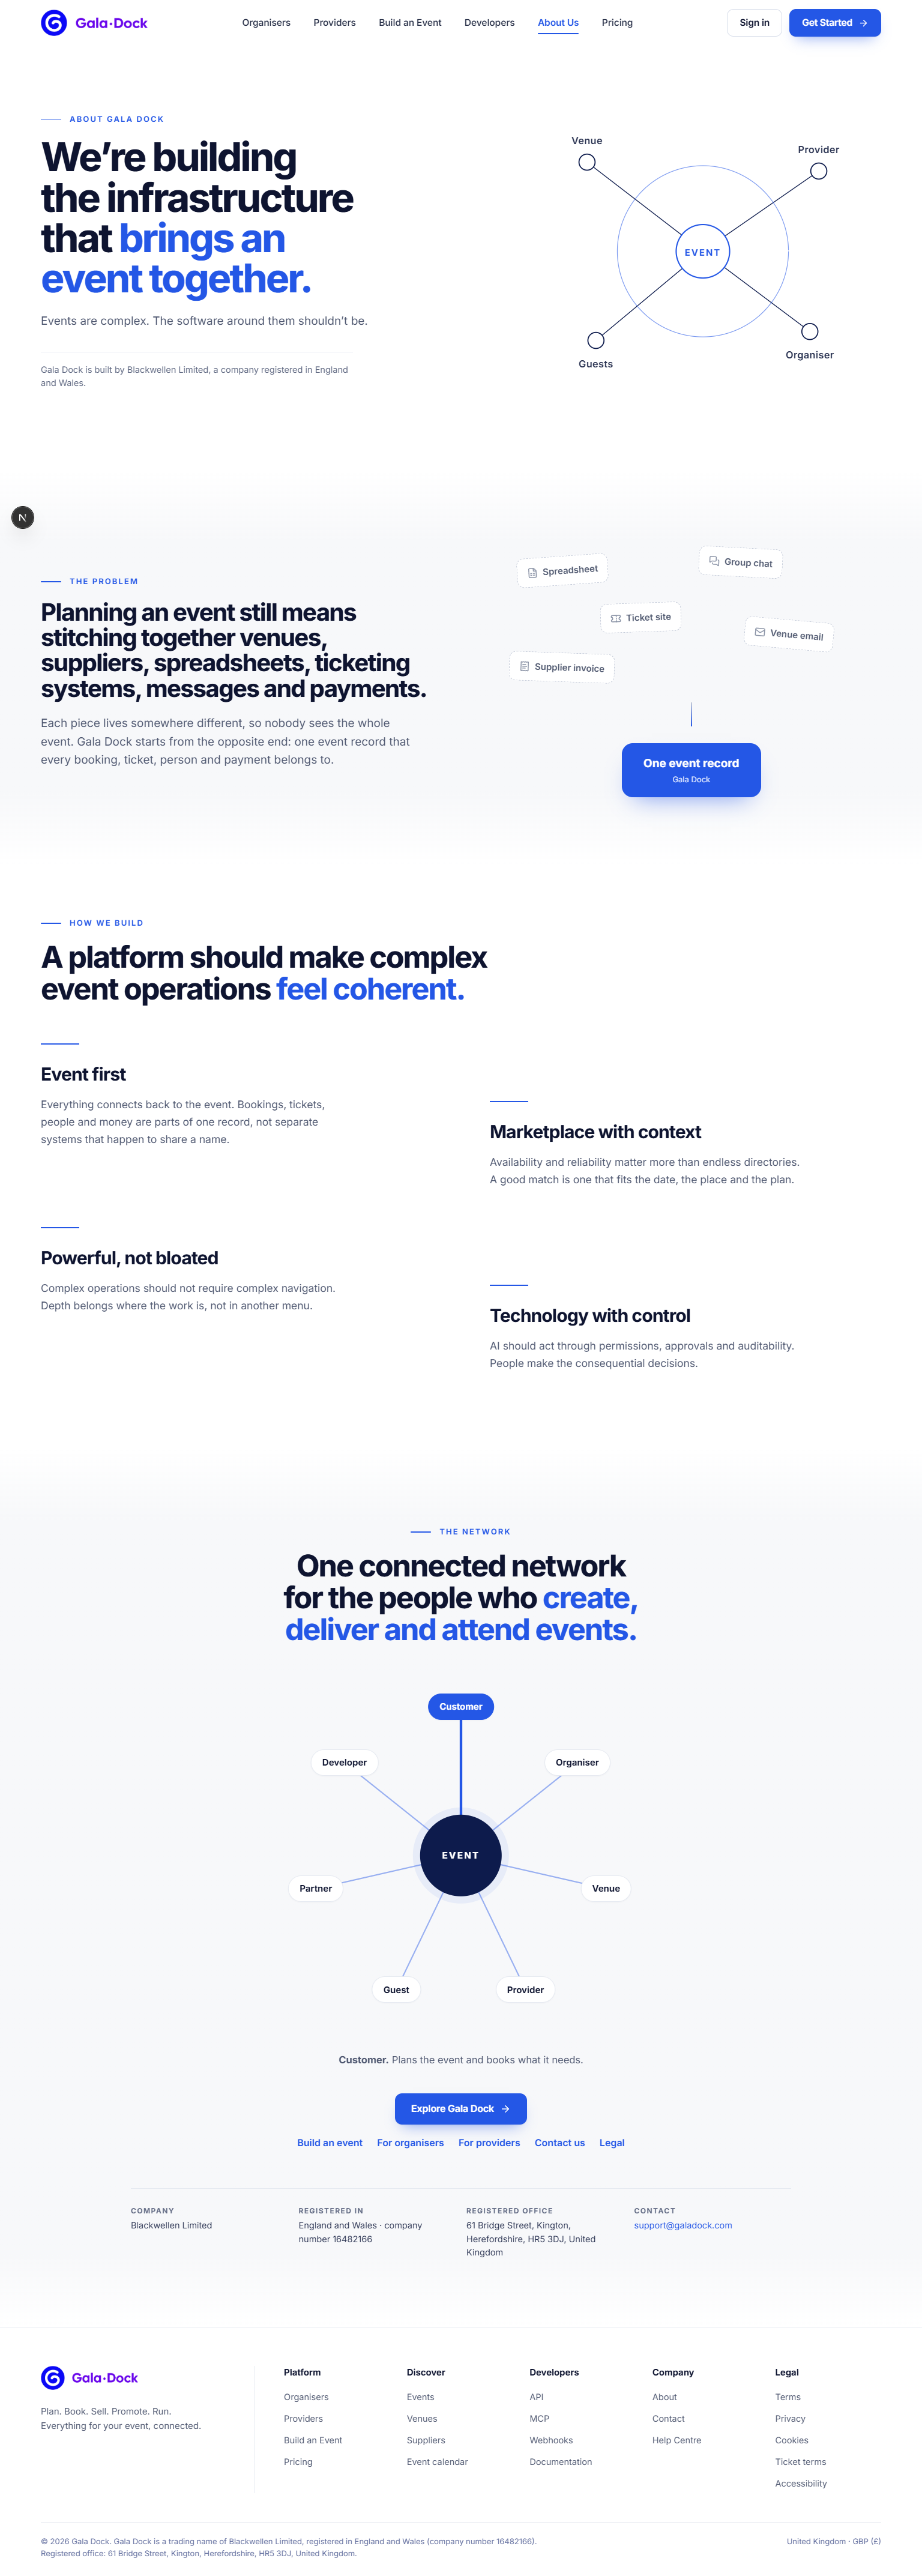 Gala·Dock
Organisers
Providers
Build an Event
Developers
About Us
Pricing
Sign in
Get Started
ABOUT GALA DOCK
We’re building
the infrastructure
that brings an
event together.
Events are complex. The software around them shouldn’t be.
Gala Dock is built by Blackwellen Limited, a company registered in England
and Wales.
Venue
Provider
EVENT
Guests
Organiser
N
THE PROBLEM
Planning an event still means
stitching together venues,
suppliers, spreadsheets, ticketing
systems, messages and payments.
Each piece lives somewhere different, so nobody sees the whole
event. Gala Dock starts from the opposite end: one event record that
every booking, ticket, person and payment belongs to.
Spreadsheet
Group chat
Ticket site
Venue email
Supplier invoice
One event record
Gala Dock
HOW WE BUILD
A platform should make complex
event operations feel coherent.
Event first
Everything connects back to the event. Bookings, tickets,
people and money are parts of one record, not separate
systems that happen to share a name.
Marketplace with context
Availability and reliability matter more than endless directories.
A good match is one that fits the date, the place and the plan.
Powerful, not bloated
Complex operations should not require complex navigation.
Depth belongs where the work is, not in another menu.
Technology with control
AI should act through permissions, approvals and auditability.
People make the consequential decisions.
THE NETWORK
One connected network
for the people who create,
deliver and attend events.
Customer
Developer
Organiser
EVENT
Partner
Venue
Guest
Provider
Customer. Plans the event and books what it needs.
Explore Gala Dock
Build an event
For organisers
For providers
Contact us
Legal
COMPANY
Blackwellen Limited
REGISTERED IN
England and Wales · company
number 16482166
REGISTERED OFFICE
61 Bridge Street, Kington,
Herefordshire, HR5 3DJ, United
Kingdom
CONTACT
support@galadock.com
Gala·Dock
Plan. Book. Sell. Promote. Run.
Everything for your event, connected.
Platform
Organisers
Providers
Build an Event
Pricing
Discover
Events
Venues
Suppliers
Event calendar
Developers
API
MCP
Webhooks
Documentation
Company
About
Contact
Help Centre
Legal
Terms
Privacy
Cookies
Ticket terms
Accessibility
© 2026 Gala Dock. Gala Dock is a trading name of Blackwellen Limited, registered in England and Wales (company number 16482166).
Registered office: 61 Bridge Street, Kington, Herefordshire, HR5 3DJ, United Kingdom.
United Kingdom · GBP (£)